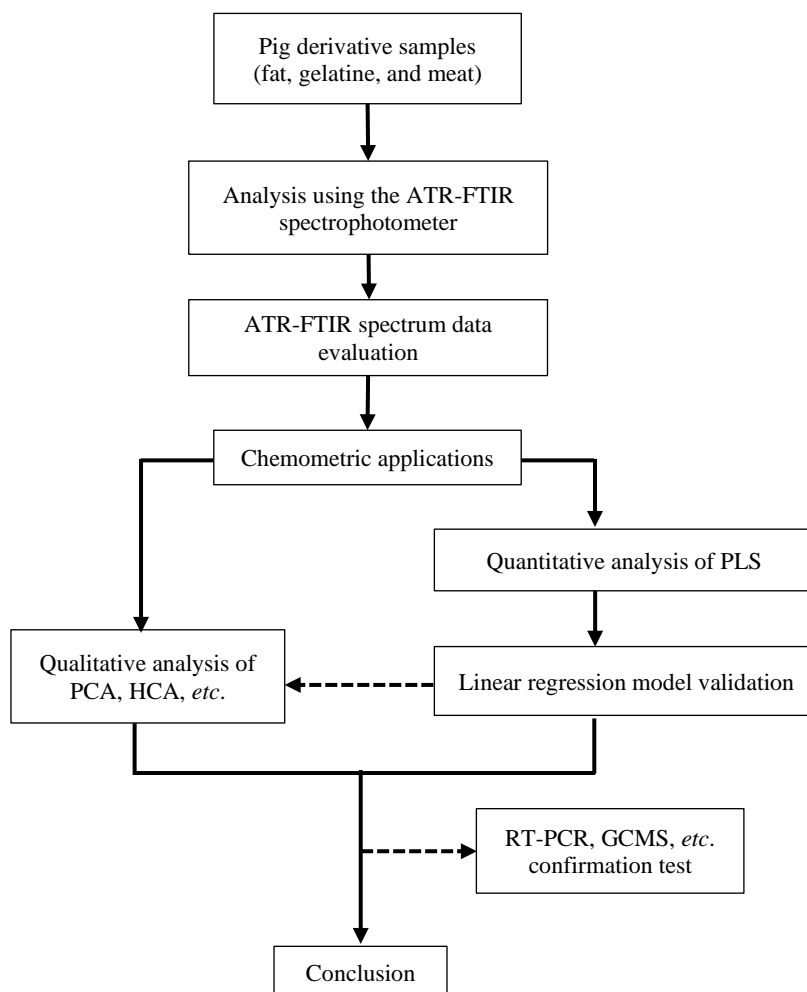 Pig derivative samples
(fat, gelatine, and meat)
Analysis using the ATR-FTIR
spectrophotometer
ATR-FTIR spectrum data
evaluation
Chemometric applications
Quantitative analysis of PLS
Qualitative analysis of
PCA, HCA, etc.
Linear regression model validation
RT-PCR, GCMS, etc.
confirmation test
Conclusion